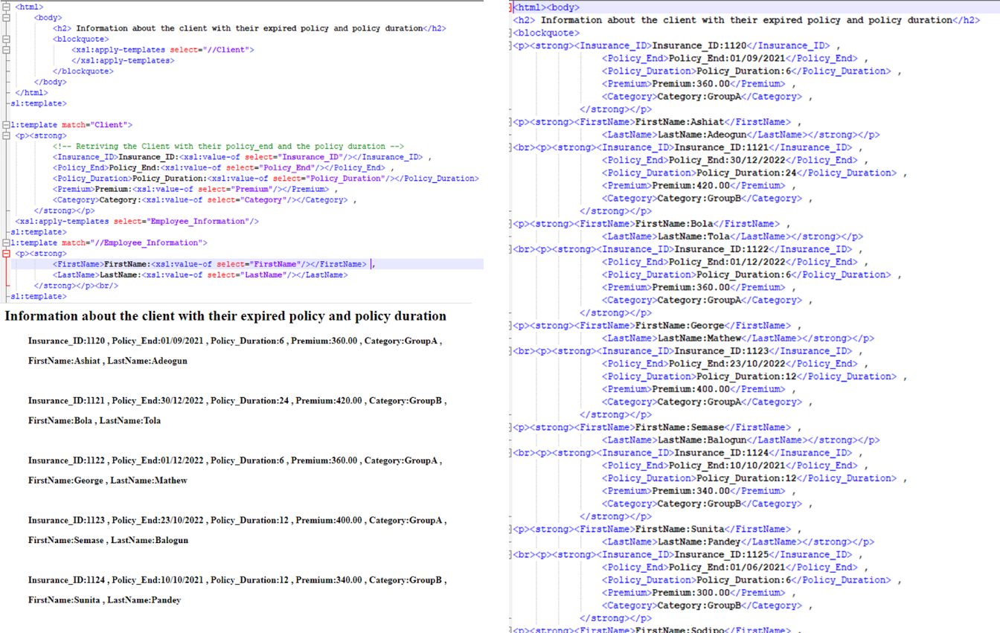 <html>
<body>
<h2> Information about the client with their expired policy and policy duration</h2>
<blockquote>
<xsl:apply-templates select="//Client">
</xsl:apply-templates>
</blockquote>
</body>
</html>
sl:template>
l:template match="Client">
<p><strong>
<!-- Retriving the Client with their policy_end and the policy duration -->
<Insurance_ID>Insurance_ID:<xsl:value-of select="Insurance_ID"/></Insurance_ID> ,
<Policy_End>Policy_End:<xsl:value-of select="Policy_End"/></Policy_End> ,
<Policy_Duration>Policy_Duration:<xsl:value-of select="Policy_Duration"/></Policy_Duration>
<Premium>Premium:<xsl:value-of select="Premium"/></Premium> ,
<Category>Category:<xsl:value-of select="Category"/></Category> ,
</strong></p>
<xsl:apply-templates select="Employee_Information"/>
sl:template>
l:template match="//Employee_Information">
<p><strong>
<FirstName>FirstName:<xsl:value-of select="FirstName"/></FirstName> ,
<LastName>LastName:<xsl:value-of select="LastName"/></LastName>
</strong></p><br/>
sl:template>
Information about the client with their expired policy and policy duration
Insurance_ID:1120 , Policy_End:01/09/2021 , Policy_Duration:6 , Premium:360.00 , Category:GroupA ,
FirstName:Ashiat , LastName:Adeogun
Insurance_ID:1121 , Policy_End:30/12/2022 , Policy_Duration:24 , Premium:420.00 , Category:GroupB ,
FirstName:Bola , LastName:Tola
Insurance_ID:1122 , Policy_End:01/12/2022 , Policy_Duration:6 , Premium:360.00 , Category:GroupA ,
FirstName:George , LastName:Mathew
Insurance_ID:1123 , Policy_End:23/10/2022 , Policy_Duration:12 , Premium:400.00 , Category:GroupA ,
FirstName:Semase , LastName:Balogun
Insurance_ID:1124 , Policy_End:10/10/2021 , Policy_Duration:12 , Premium:340.00 , Category:GroupB ,
FirstName:Sunita , LastName:Pandey
<html><body>
<h2> Information about the client with their expired policy and policy duration</h2>
<blockquote>
<p><strong><Insurance_ID>Insurance_ID:1120</Insurance_ID> ,
<Policy_End>Policy_End:01/09/2021</Policy_End> ,
<Policy_Duration>Policy_Duration:6</Policy_Duration> ,
<Premium>Premium:360.00</Premium> ,
<Category>Category:GroupA</Category> ,
</strong></p>
<p><strong><FirstName>FirstName:Ashiat</FirstName> ,
<LastName>LastName:Adeogun</LastName></strong></p>
<br><p><strong><Insurance_ID>Insurance_ID:1121</Insurance_ID> ,
<Policy_End>Policy_End:30/12/2022</Policy_End> ,
<Policy_Duration>Policy_Duration:24</Policy_Duration> ,
<Premium>Premium:420.00</Premium> ,
<Category>Category:GroupB</Category> ,
</strong></p>
<p><strong><FirstName>FirstName:Bola</FirstName> ,
<LastName>LastName:Tola</LastName></strong></p>
<br><p><strong><Insurance_ID>Insurance_ID:1122</Insurance_ID> ,
<Policy_End>Policy_End:01/12/2022</Policy_End> ,
<Policy_Duration>Policy_Duration:6</Policy_Duration> ,
<Premium>Premium:360.00</Premium> ,
<Category>Category:GroupA</Category> ,
</strong></p>
<p><strong><FirstName>FirstName:George</FirstName> ,
<LastName>LastName:Mathew</LastName></strong></p>
<br><p><strong><Insurance_ID>Insurance_ID:1123</Insurance_ID> ,
<Policy_End>Policy_End:23/10/2022</Policy_End> ,
<Policy_Duration>Policy_Duration:12</Policy_Duration> ,
<Premium>Premium:400.00</Premium> ,
<Category>Category:GroupA</Category> ,
</strong></p>
<p><strong><FirstName>FirstName:Semase</FirstName> ,
<LastName>LastName:Balogun</LastName></strong></p>
<br><p><strong><Insurance_ID>Insurance_ID:1124</Insurance_ID> ,
<Policy_End>Policy_End:10/10/2021</Policy_End> ,
<Policy_Duration>Policy_Duration:12</Policy_Duration> ,
<Premium>Premium:340.00</Premium> ,
<Category>Category:GroupB</Category> ,
</strong></p>
<p><strong><FirstName>FirstName:Sunita</FirstName> ,
<LastName>LastName:Pandey</LastName></strong></p>
<br><p><strong><Insurance_ID>Insurance_ID:1125</Insurance_ID> ,
<Policy_End>Policy_End:01/06/2021</Policy_End> ,
<Policy_Duration>Policy_Duration:6</Policy_Duration> ,
<Premium>Premium:300.00</Premium> ,
<Category>Category:GroupB</Category> ,
</strong></p>
<p><strong><FirstName>FirstName:Sodipo</FirstName> ,